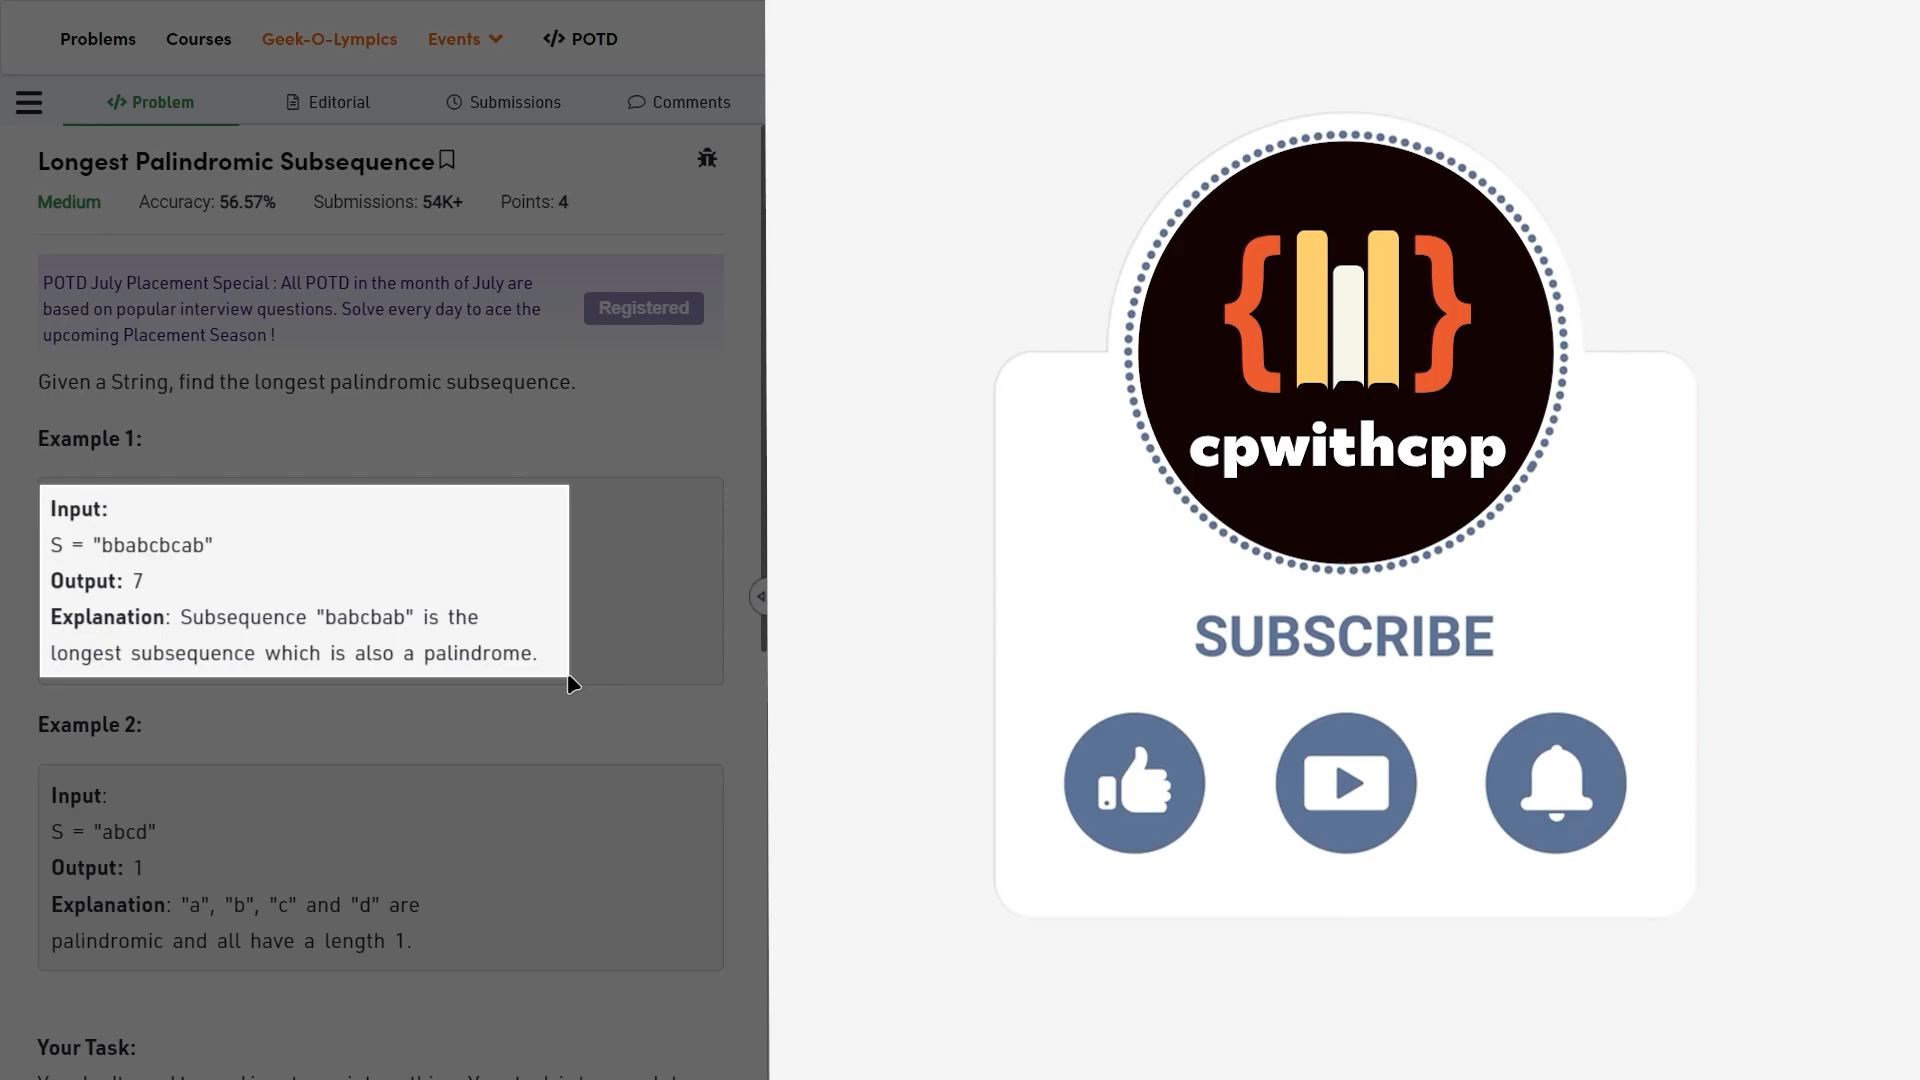 Problems Courses Geek-O-Lympics Events </> POTD
</> Problem Editorial Submissions Comments
Longest Palindromic Subsequence
Medium Accuracy: 56.57% Submissions: 54K+ Points: 4
POTD July Placement Special : All POTD in the month of July are
based on popular interview questions. Solve every day to ace the
upcoming Placement Season !
Registered
Given a String, find the longest palindromic subsequence.
Example 1:
Input:
S = "bbabcbcab"
Output: 7
Explanation: Subsequence "babcbab" is the
longest subsequence which is also a palindrome.
Example 2:
Input:
S = "abcd"
Output: 1
Explanation: "a", "b", "c" and "d" are
palindromic and all have a length 1.
Your Task:
cpwithcpp
SUBSCRIBE